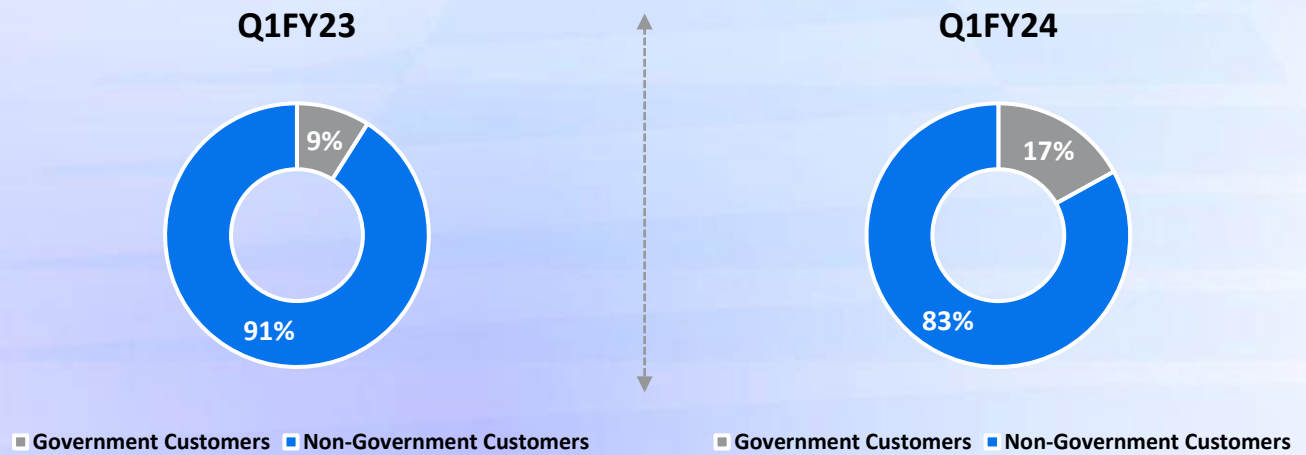 Q1FY23
9%
91%
Government Customers Non-Government Customers
Q1FY24
17%
83%
Government Customers Non-Government Customers